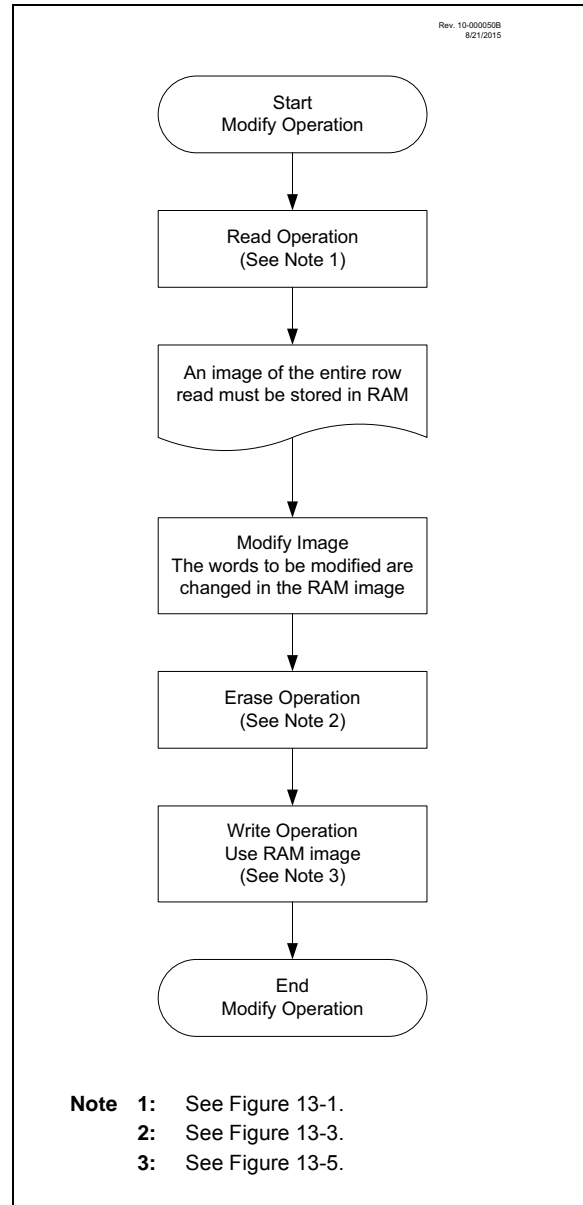 Rev. 10-000050B
8/21/2015
Start
Modify Operation
Read Operation
(See Note 1)
An image of the entire row
read must be stored in RAM
Modify Image
The words to be modified are
changed in the RAM image
Erase Operation
(See Note 2)
Write Operation
Use RAM image
(See Note 3)
End
Modify Operation
Note 1: See Figure 13-1.
2: See Figure 13-3.
3: See Figure 13-5.